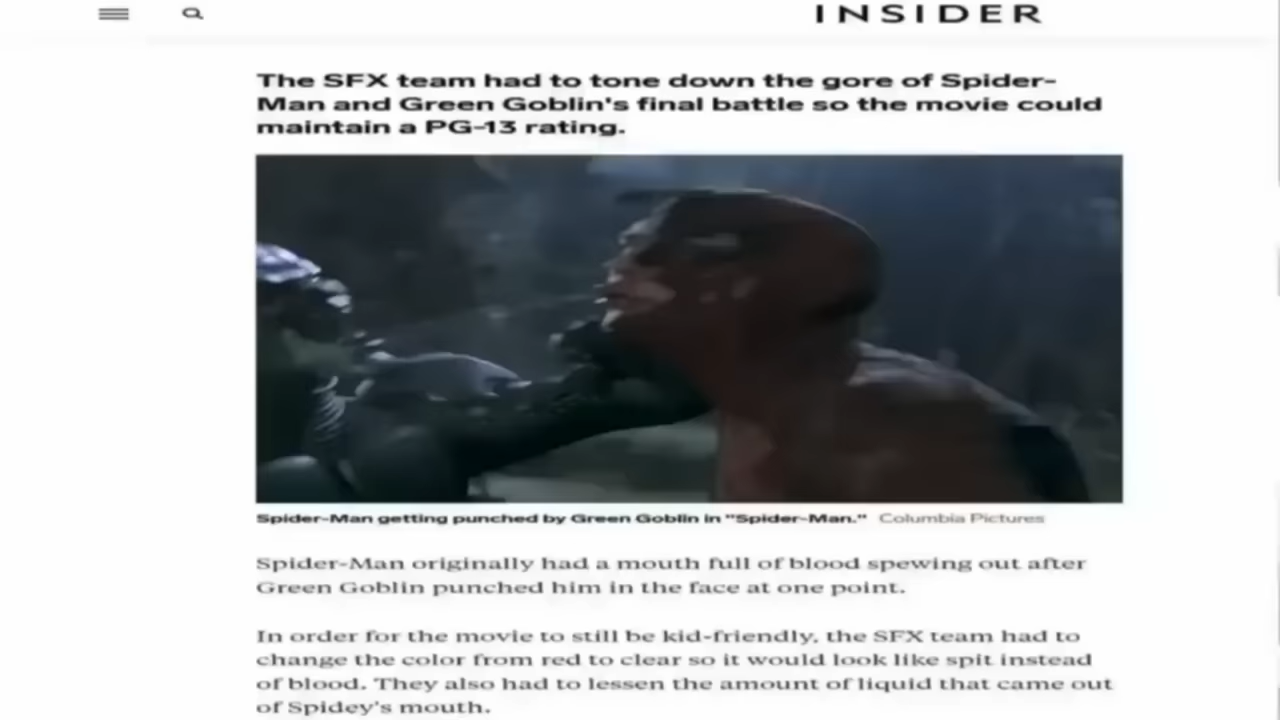 INSIDER
The SFX team had to tone down the gore of Spider-
Man and Green Goblin's final battle so the movie could
maintain a PG-13 rating.
Spider-Man getting punched by Green Goblin in "Spider-Man." Columbia Pictures
Spider-Man originally had a mouth full of blood spewing out after
Green Goblin punched him in the face at one point.
In order for the movie to still be kid-friendly, the SFX team had to
change the color from red to clear so it would look like spit instead
of blood. They also had to lessen the amount of liquid that came out
of Spidey's mouth.